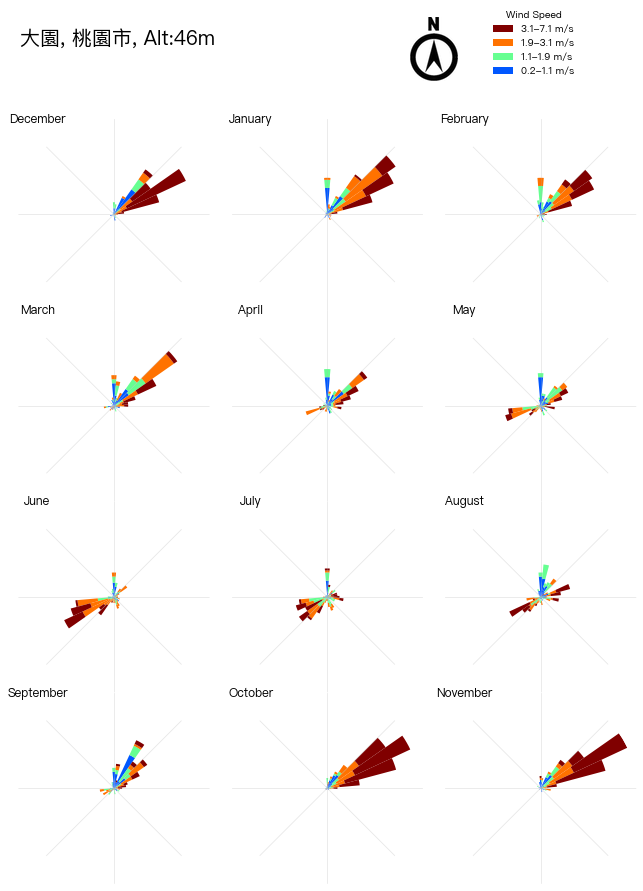 大園, 桃園市, Alt:46m
N
Wind Speed
3.1–7.1 m/s
1.9–3.1 m/s
1.1–1.9 m/s
0.2–1.1 m/s
December
January
February
March
April
May
June
July
August
September
October
November